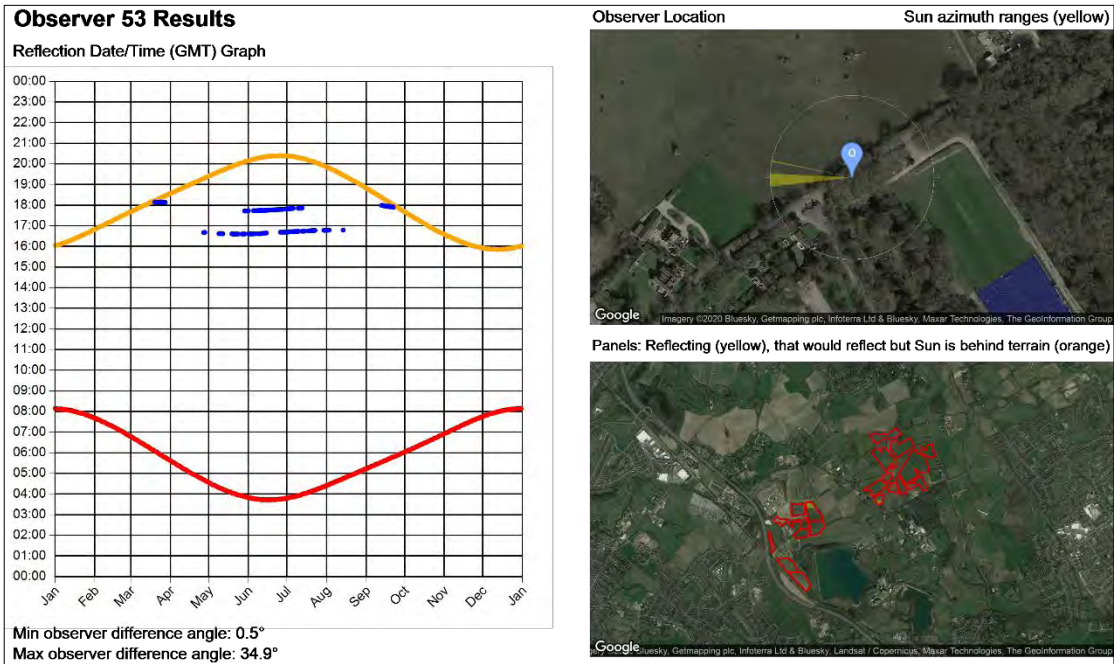 Observer 53 Results
Reflection Date/Time (GMT) Graph
00:00
23:00
22:00
21:00
20:00
19:00
18:00
17:00
16:00
15:00
14:00
13:00
12:00
11:00
10:00
09:00
08:00
07:00
06:00
05:00
04:00
03:00
02:00
01:00
00:00
Jan Feb Mar Apr May Jun Jul Aug Sep Oct Nov Dec Jan
Min observer difference angle: 0.5°
Max observer difference angle: 34.9°
Observer Location Sun azimuth ranges (yellow)
O
Google Imagery ©2020 Bluesky, Getmapping plc, Infoterra Ltd & Bluesky, Maxar Technologies, The GeoInformation Group
Panels: Reflecting (yellow), that would reflect but Sun is behind terrain (orange)
Google Bluesky, Getmapping plc, Infoterra Ltd & Bluesky, Landsat / Copernicus, Maxar Technologies, The GeoInformation Group